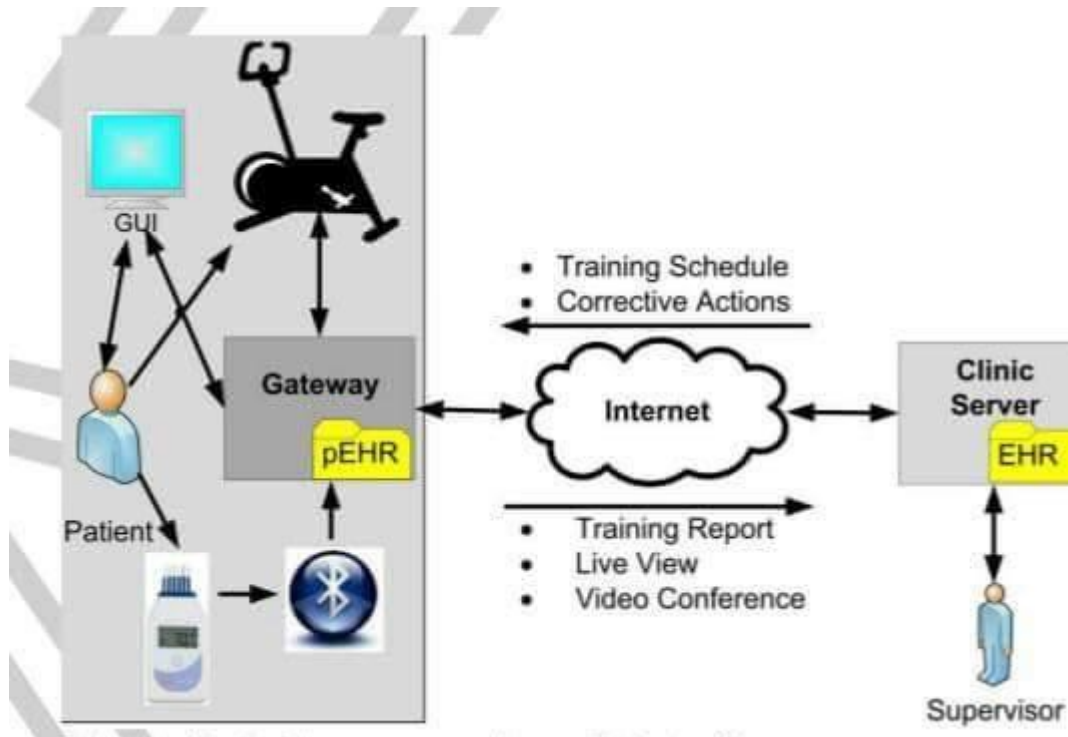 GUI
• Training Schedule
• Corrective Actions
Gateway
pEHR
Internet
Clinic
Server
EHR
Patient
• Training Report
• Live View
• Video Conference
Supervisor